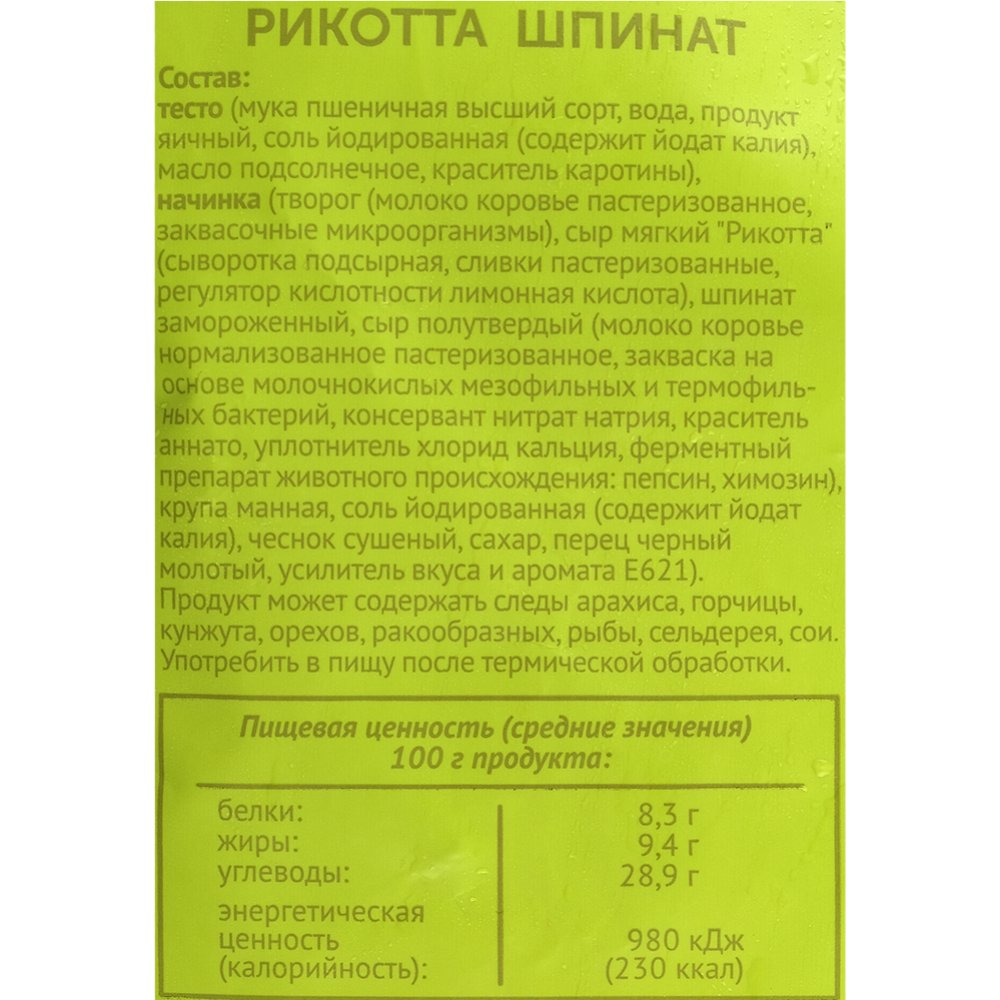 РИКОТТА ШПИНАТ
Состав:
тесто (мука пшеничная высший сорт, вода, продукт
яичный, соль йодированная (содержит йодат калия),
масло подсолнечное, краситель каротины),
начинка (творог (молоко коровье пастеризованное,
заквасочные микроорганизмы), сыр мягкий "Рикотта"
(сыворотка подсырная, сливки пастеризованные,
регулятор кислотности лимонная кислота), шпинат
замороженный, сыр полутвердый (молоко коровье
нормализованное пастеризованное, закваска на
основе молочнокислых мезофильных и термофиль-
ных бактерий, консервант нитрат натрия, краситель
аннато, уплотнитель хлорид кальция, ферментный
препарат животного происхождения: пепсин, химозин),
крупа манная, соль йодированная (содержит йодат
калия), чеснок сушеный, сахар, перец черный
молотый, усилитель вкуса и аромата Е621).
Продукт может содержать следы арахиса, горчицы,
кунжута, орехов, ракообразных, рыбы, сельдерея, сои.
Употребить в пищу после термической обработки.
Пищевая ценность (средние значения)
100 г продукта:
белки: 8,3 г
жиры: 9,4 г
углеводы: 28,9 г
энергетическая
ценность 980 кДж
(калорийность): (230 ккал)